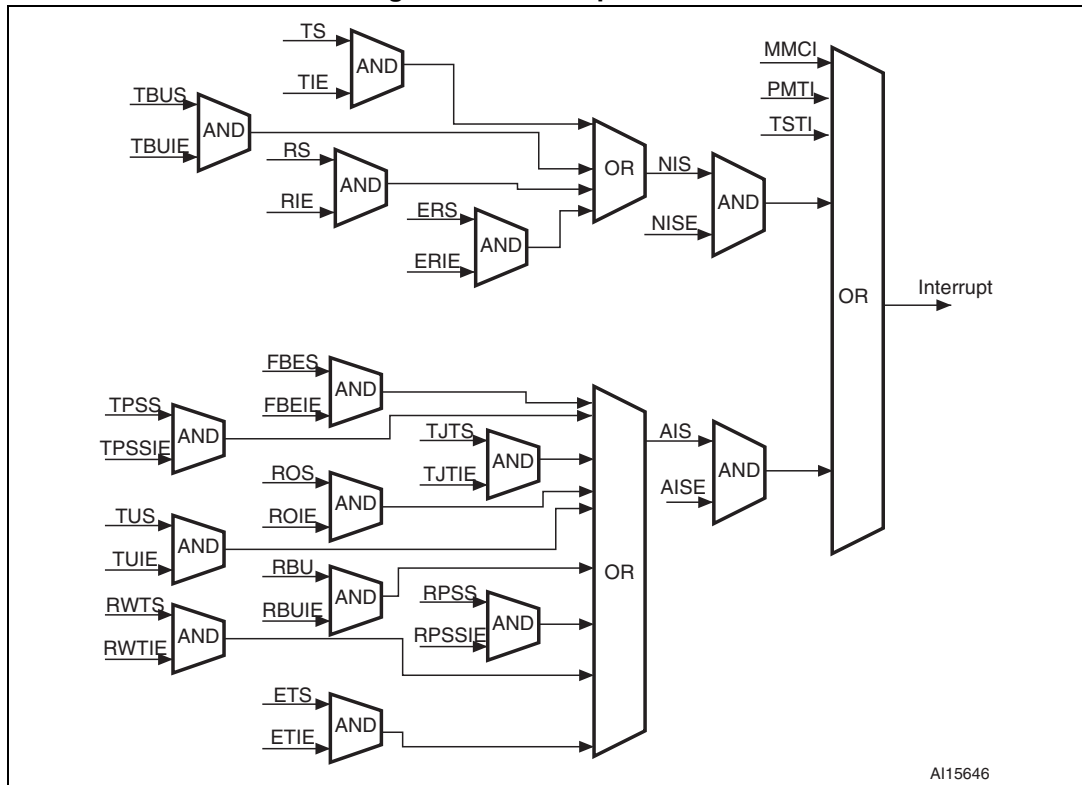 TS
AND
TIE
TBUS
AND
TBUIE
RS
AND
RIE
ERS
AND
ERIE
OR
NIS
AND
NISE
MMCI
PMTI
TSTI
OR
Interrupt
FBES
AND
FBEIE
TPSS
AND
TPSSIE
TJTS
AND
TJTIE
ROS
AND
ROIE
TUS
AND
TUIE
RBU
AND
RBUIE
RPSS
AND
RPSSIE
RWTS
AND
RWTIE
ETS
AND
ETIE
OR
AIS
AND
AISE
AI15646